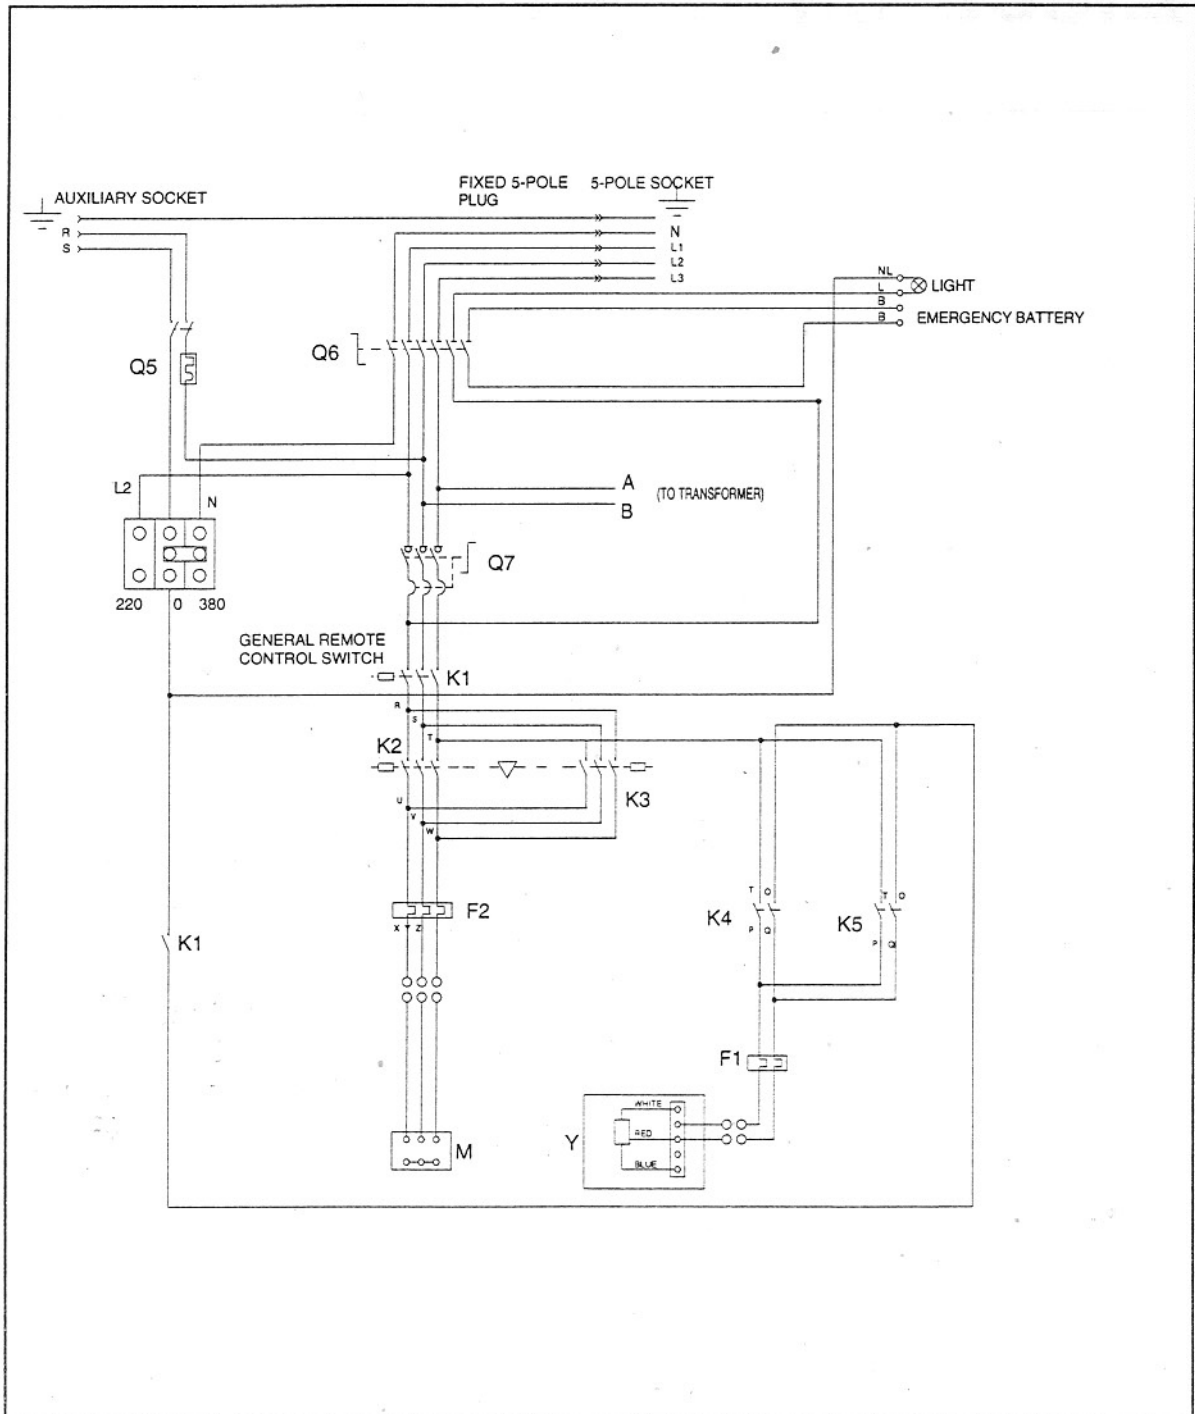 FIXED 5-POLE PLUG
5-POLE SOCKET
AUXILIARY SOCKET
R
S
N
L1
L2
L3
NL
L
LIGHT
B
B
EMERGENCY BATTERY
Q5
Q6
L2
N
A
(TO TRANSFORMER)
B
Q7
220 0 380
GENERAL REMOTE
CONTROL SWITCH
K1
R
S
T
K2
K3
U
V
W
T O
T O
K4
K5
P Q
P Q
F2
X Y Z
K1
F1
WHITE
RED
BLUE
Y
M